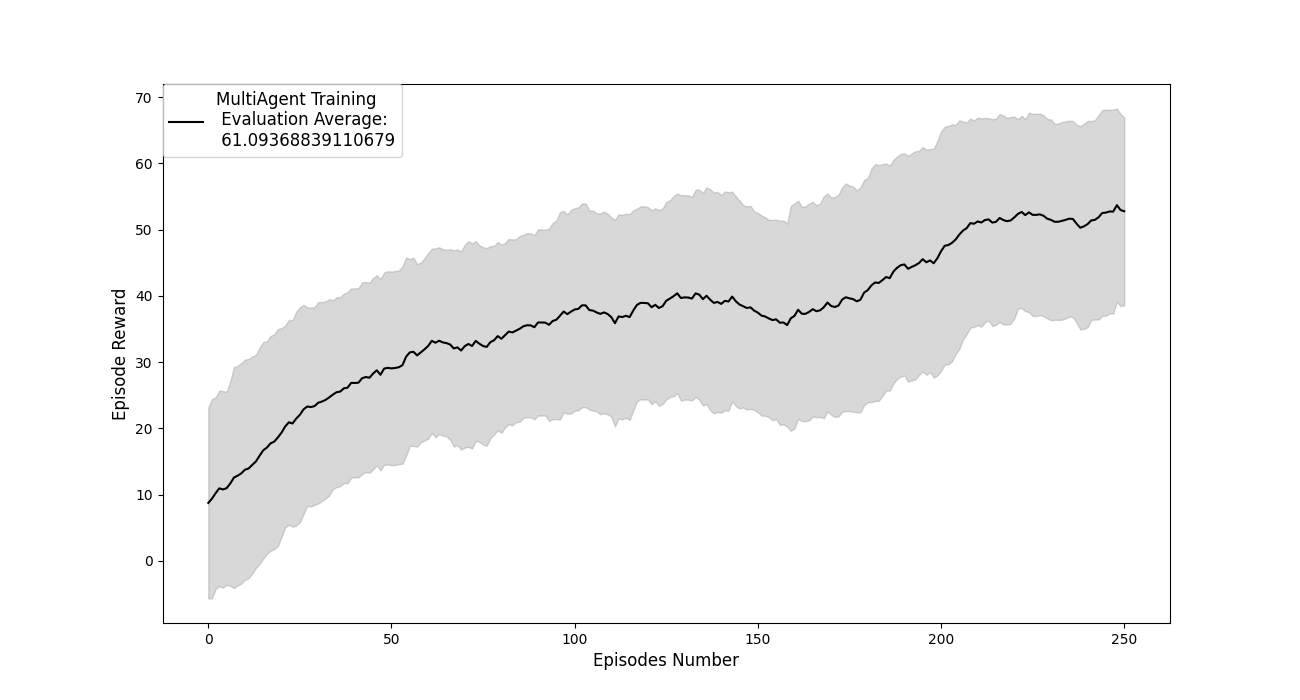 MultiAgent Training
Evaluation Average:
61.09368839110679
70
60
50
40
30
20
10
0
Episode Reward
0 50 100 150 200 250
Episodes Number